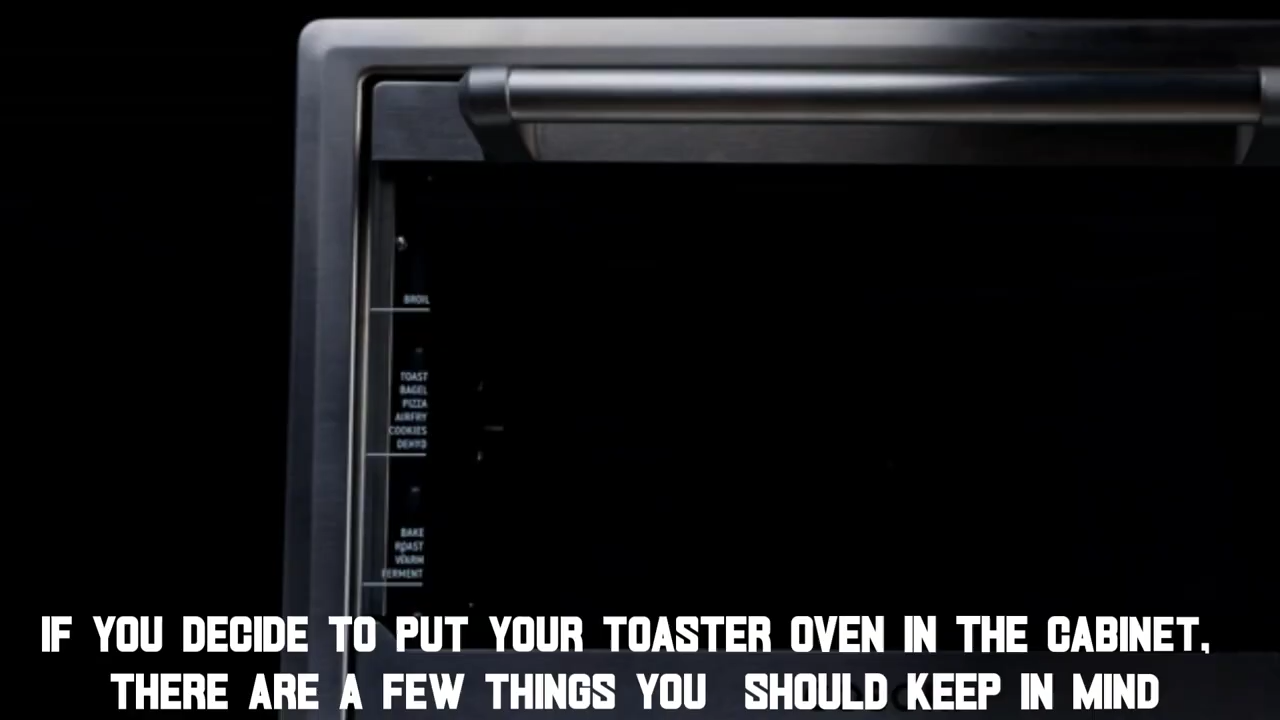 BROIL
TOAST
BAGEL
PIZZA
AIRFRY
COOKIES
DEHYD
BAKE
ROAST
WARM
FERMENT
IF YOU DECIDE TO PUT YOUR TOASTER OVEN IN THE CABINET,
THERE ARE A FEW THINGS YOU SHOULD KEEP IN MIND